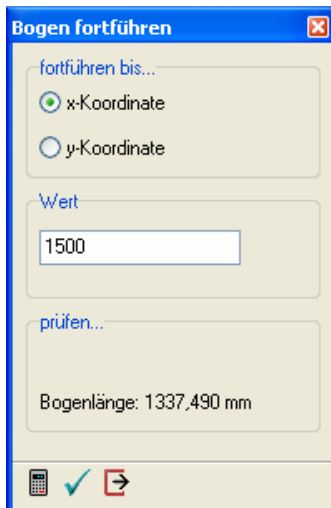 Bogen fortführen
fortführen bis...
x-Koordinate
y-Koordinate
Wert
1500
prüfen...
Bogenlänge: 1337,490 mm